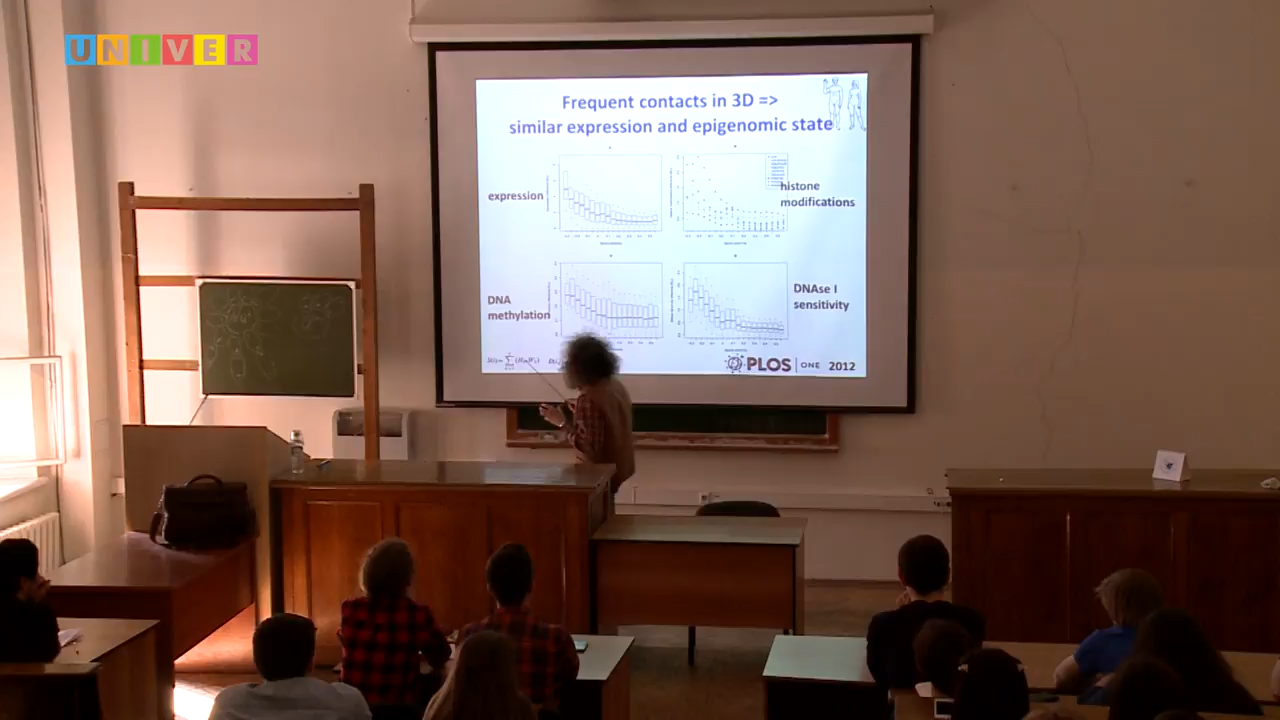 UNIVER
Frequent contacts in 3D =>
similar expression and epigenomic state
expression
histone
modifications
DNA
methylation
DNAse I
sensitivity
PLOS ONE 2012